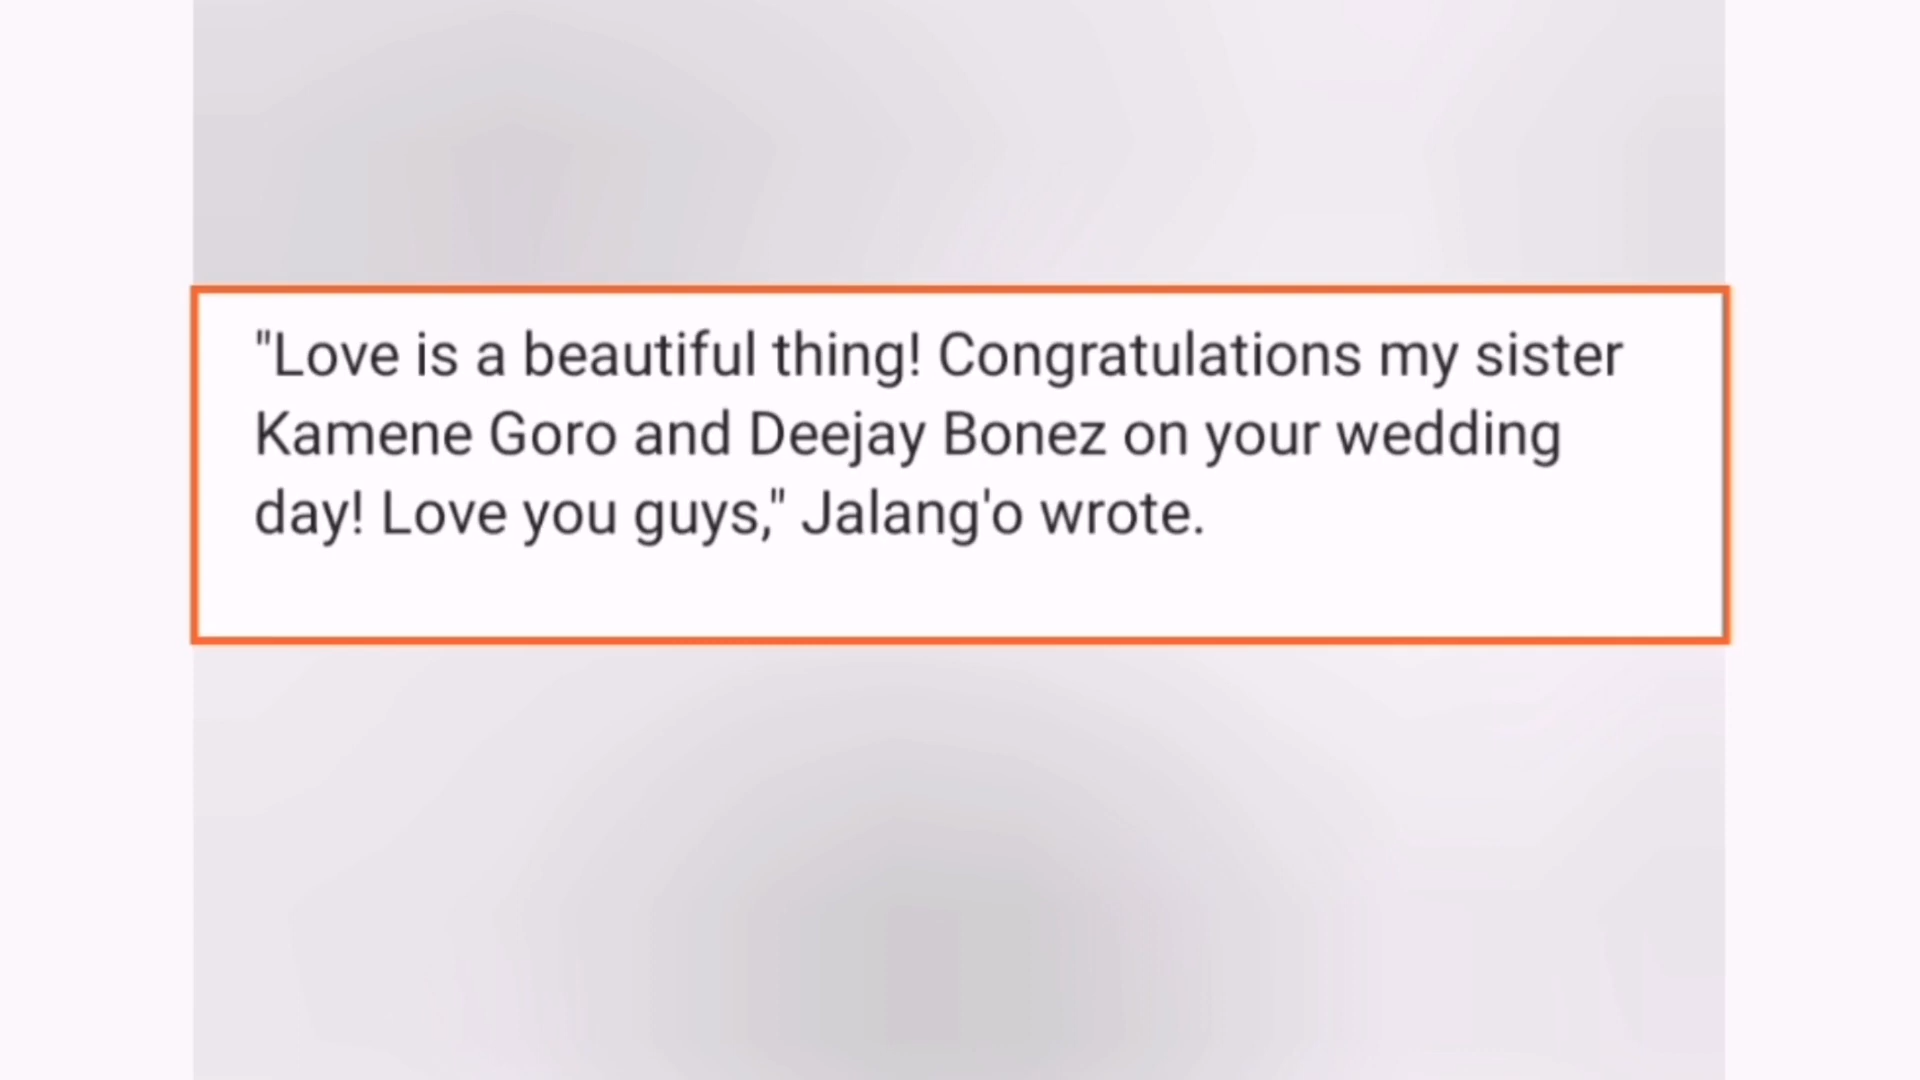 "Love is a beautiful thing! Congratulations my sister
Kamene Goro and Deejay Bonez on your wedding
day! Love you guys," Jalang'o wrote.